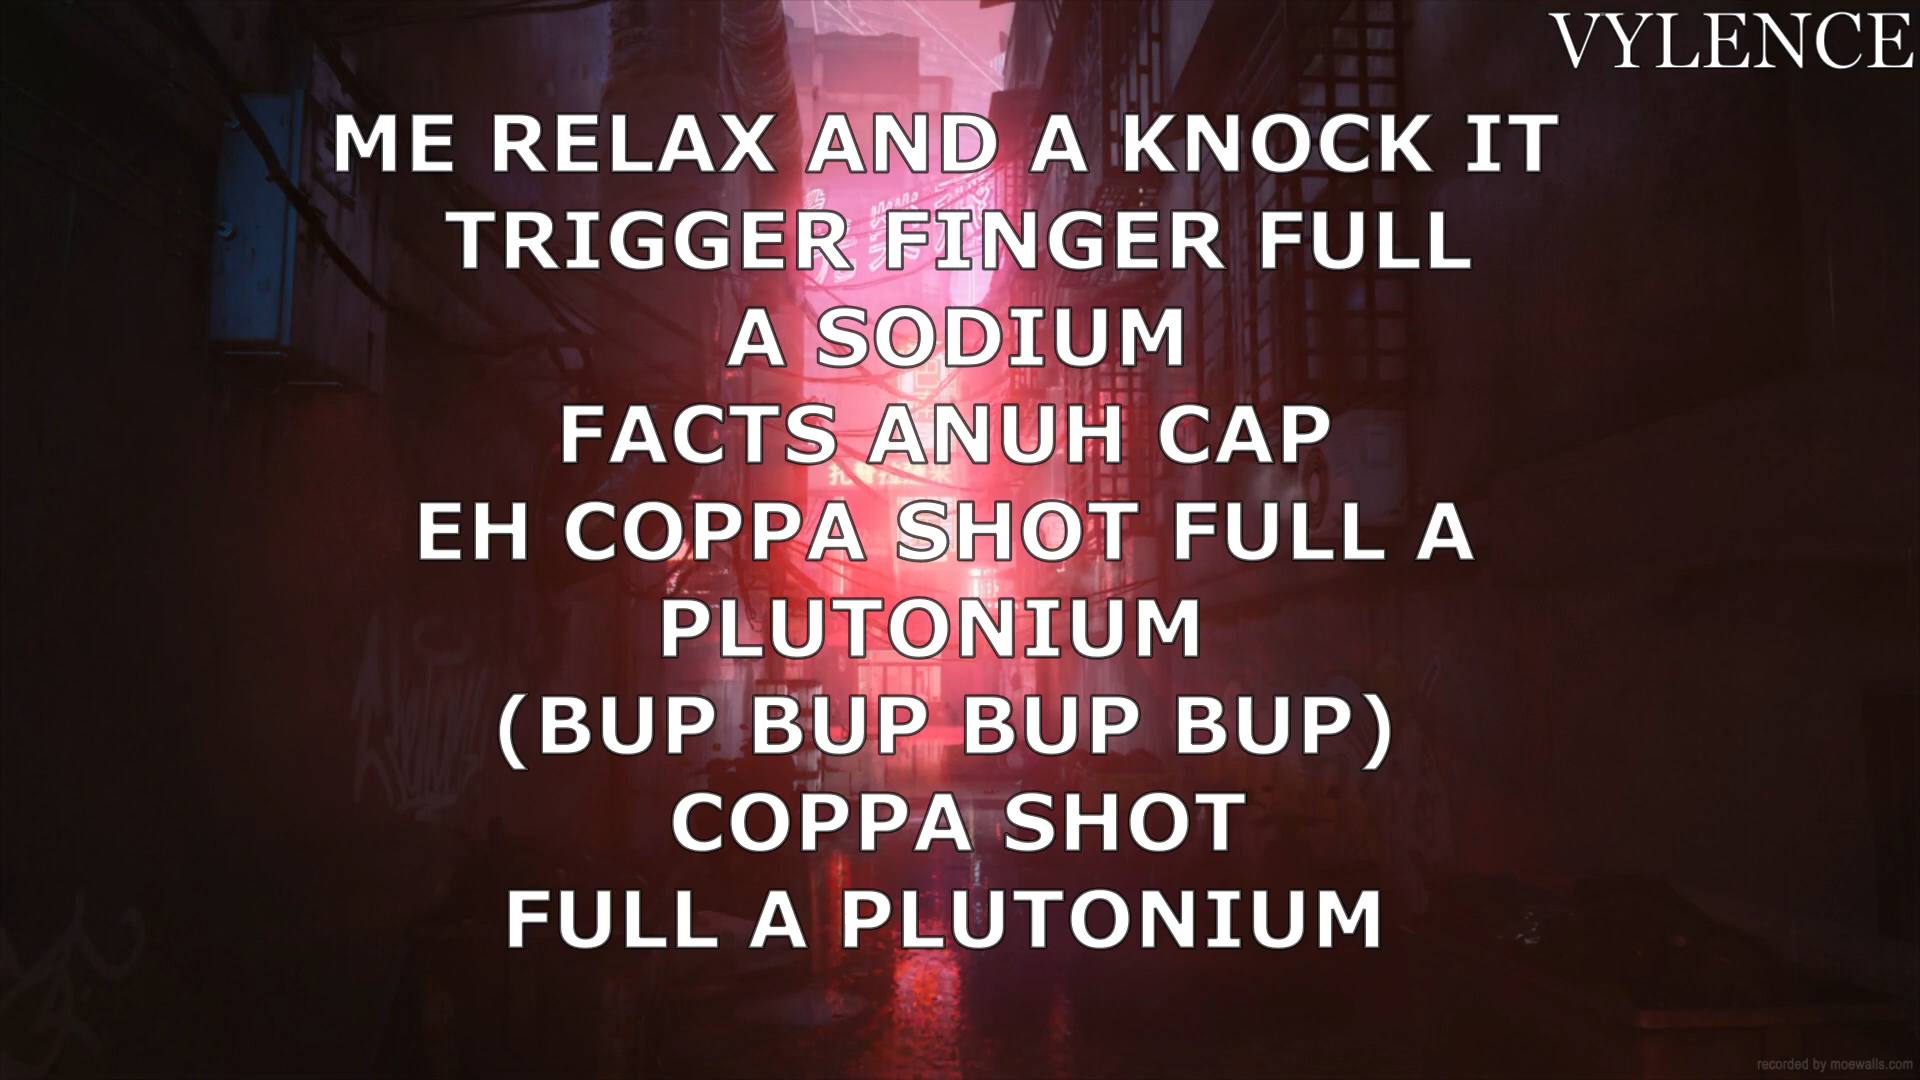 VYLENCE
ME RELAX AND A KNOCK IT
TRIGGER FINGER FULL
A SODIUM
FACTS ANUH CAP
EH COPPA SHOT FULL A
PLUTONIUM
(BUP BUP BUP BUP)
COPPA SHOT
FULL A PLUTONIUM
recorded by moewalls.com